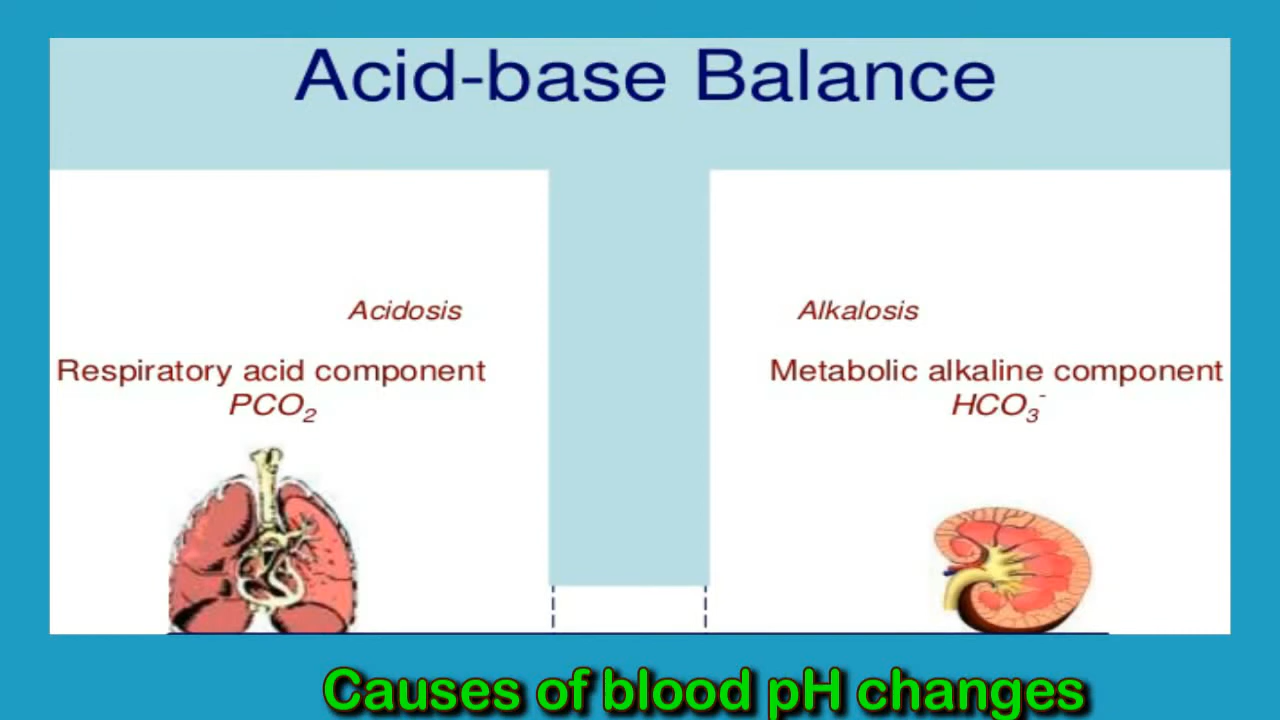 Acid-base Balance
Acidosis
Alkalosis
Respiratory acid component
PCO₂
Metabolic alkaline component
HCO₃⁻
Causes of blood pH changes